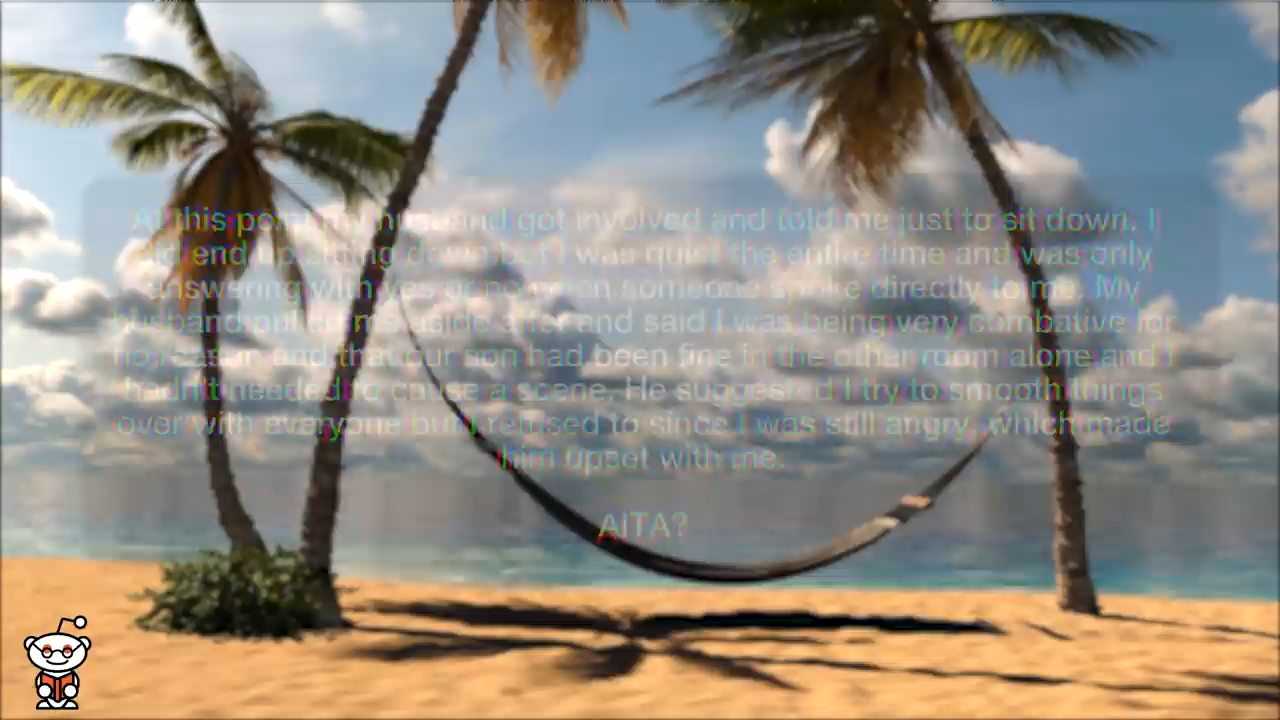 At this point my husband got involved and told me just to sit down. I
did end up sitting down but I was quiet the entire time and was only
answering with yes or no when someone spoke directly to me. My
husband pulled me aside after and said I was being very combative for
no reason and that our son had been fine in the other room alone and I
hadn't needed to cause a scene. He suggested I try to smooth things
over with everyone but I refused to since I was still angry, which made
him upset with me.
AITA?